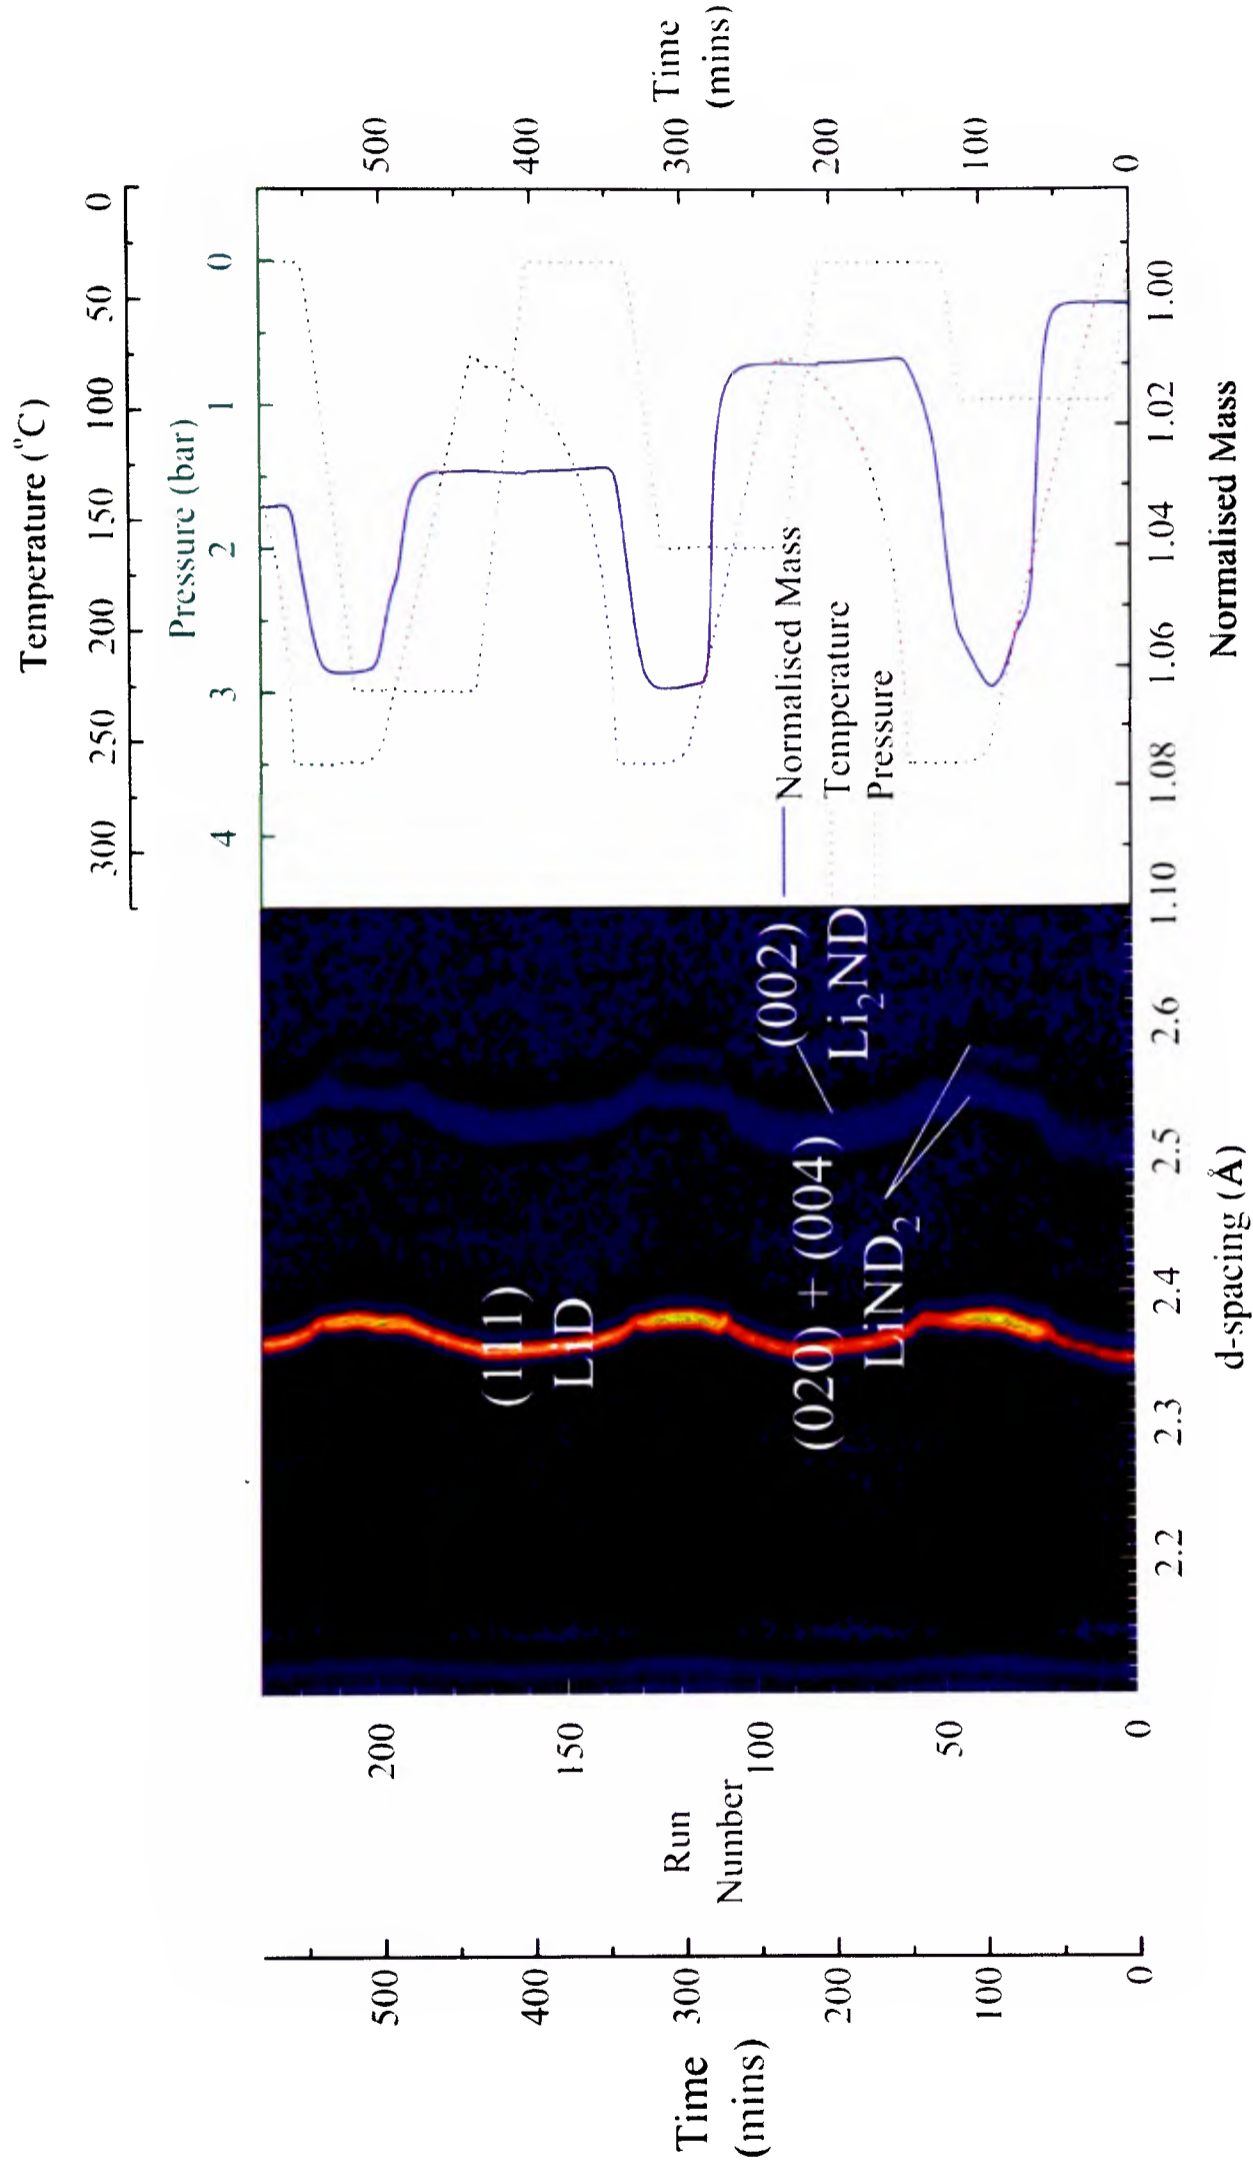 Temperature (°C)
300 250 200 150 100 50 0
Pressure (bar)
4 3 2 1 0
Time
(mins)
500
400
300
200
100
0
Run
Number
200
150
100
50
0
(111)
LiD
(020) + (004)
LiND₂
(002)
Li₂ND
Normalised Mass
Temperature
Pressure
500
400
300
200
100
0
Time
(mins)
2.2 2.3 2.4 2.5 2.6
d-spacing (Å)
1.10 1.08 1.06 1.04 1.02 1.00
Normalised Mass